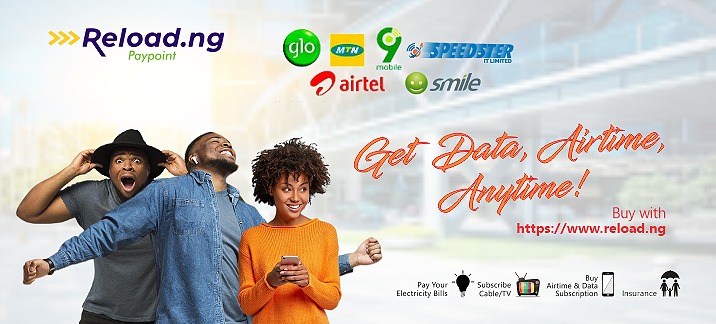 Reload.ng
Paypoint
glo
MTN
9
mobile
SPEEDSTER
IT LIMITED
airtel
smile
Get Data, Airtime,
Anytime!
Buy with
https://www.reload.ng
Pay Your
Electricity Bills
Subscribe
Cable/TV
Buy
Airtime & Data
Subscription
Insurance